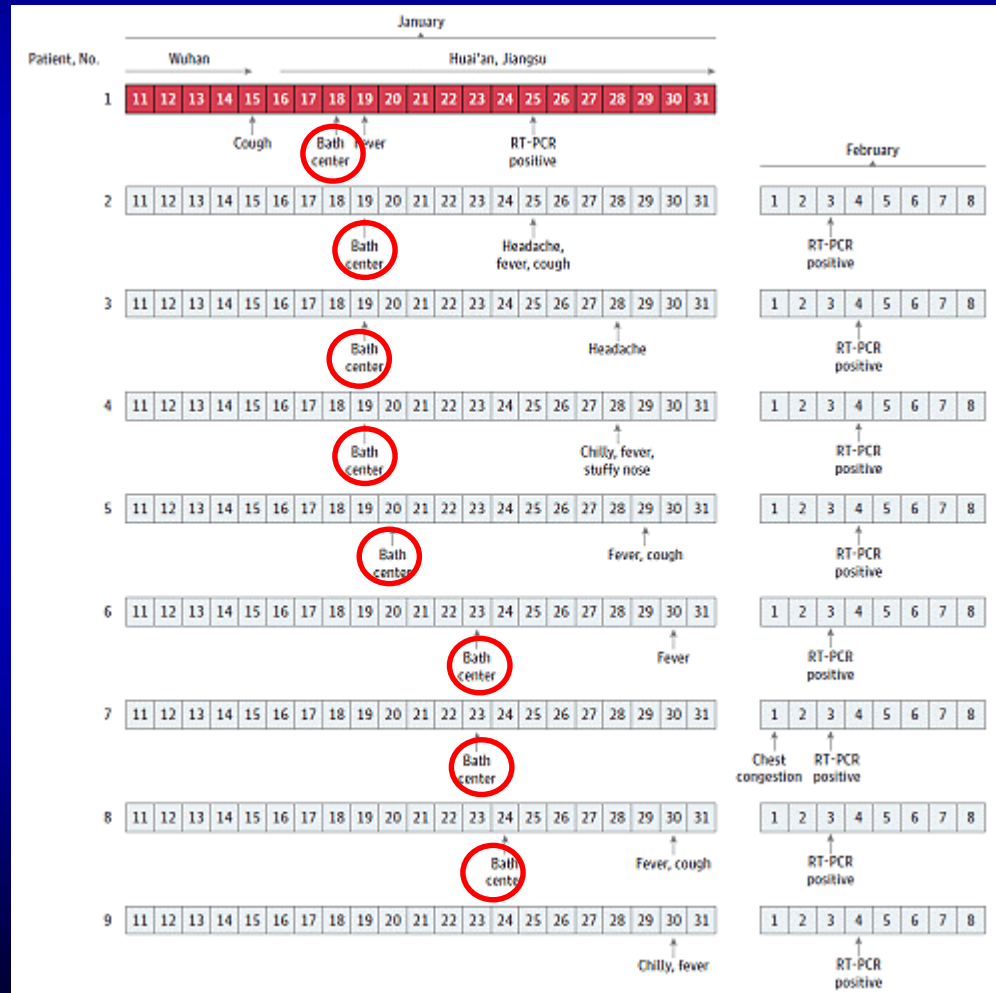 January
Patient, No. Wuhan Huai'an, Jiangsu
1 11 12 13 14 15 16 17 18 19 20 21 22 23 24 25 26 27 28 29 30 31
Cough Bath Fever RT-PCR
center positive
February
2 11 12 13 14 15 16 17 18 19 20 21 22 23 24 25 26 27 28 29 30 31 1 2 3 4 5 6 7 8
Bath Headache, RT-PCR
center fever, cough positive
3 11 12 13 14 15 16 17 18 19 20 21 22 23 24 25 26 27 28 29 30 31 1 2 3 4 5 6 7 8
Bath Headache RT-PCR
center positive
4 11 12 13 14 15 16 17 18 19 20 21 22 23 24 25 26 27 28 29 30 31 1 2 3 4 5 6 7 8
Bath Chilly, fever, RT-PCR
center stuffy nose positive
5 11 12 13 14 15 16 17 18 19 20 21 22 23 24 25 26 27 28 29 30 31 1 2 3 4 5 6 7 8
Bath Fever, cough RT-PCR
center positive
6 11 12 13 14 15 16 17 18 19 20 21 22 23 24 25 26 27 28 29 30 31 1 2 3 4 5 6 7 8
Bath Fever RT-PCR
center positive
7 11 12 13 14 15 16 17 18 19 20 21 22 23 24 25 26 27 28 29 30 31 1 2 3 4 5 6 7 8
Bath Chest RT-PCR
center congestion positive
8 11 12 13 14 15 16 17 18 19 20 21 22 23 24 25 26 27 28 29 30 31 1 2 3 4 5 6 7 8
Bath Fever, cough RT-PCR
center positive
9 11 12 13 14 15 16 17 18 19 20 21 22 23 24 25 26 27 28 29 30 31 1 2 3 4 5 6 7 8
Chilly, fever RT-PCR
positive